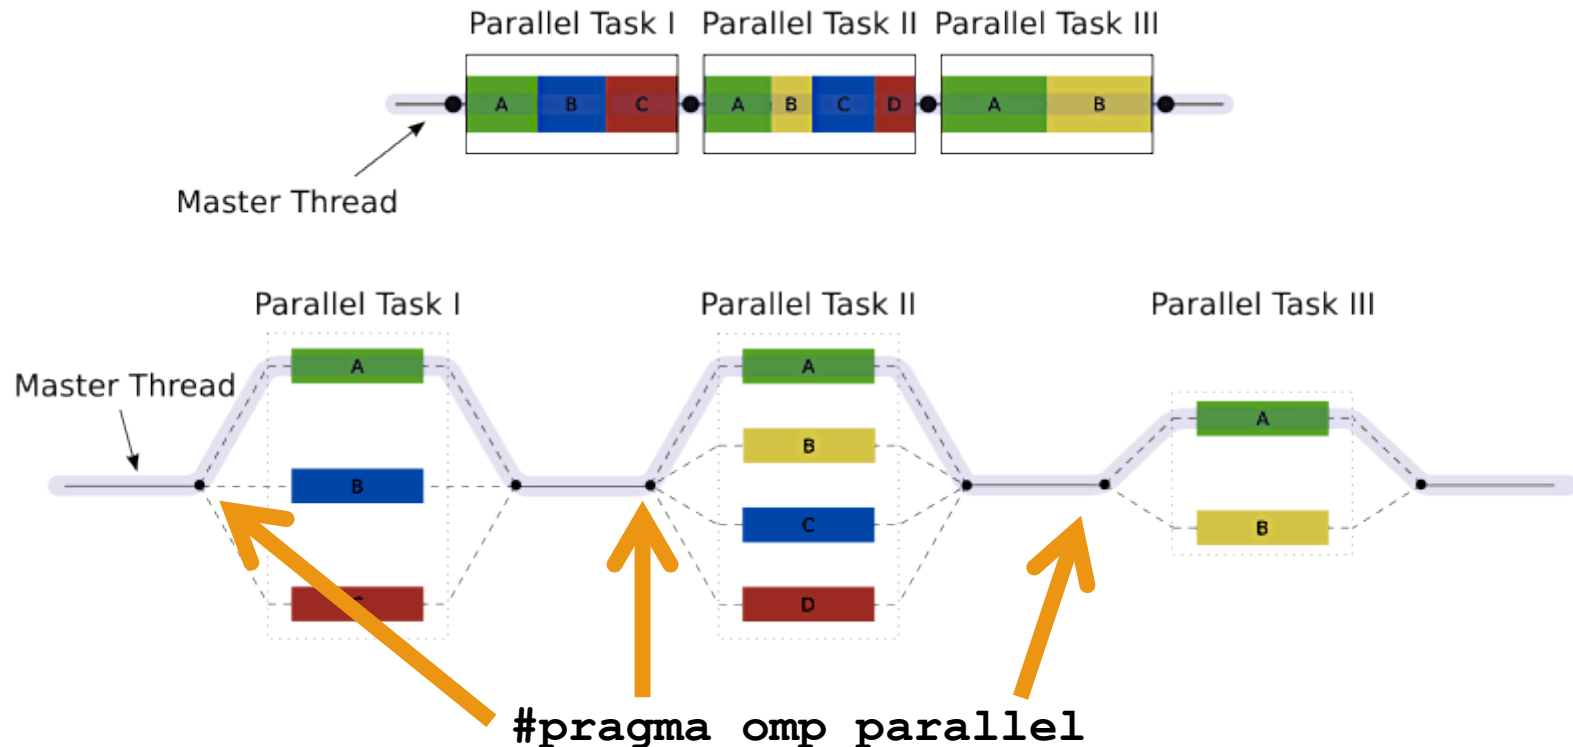 Parallel Task I Parallel Task II Parallel Task III
A B C A B C D A B
Master Thread
Parallel Task I Parallel Task II Parallel Task III
A A
Master Thread
A
B
B
C B
C D
#pragma omp parallel